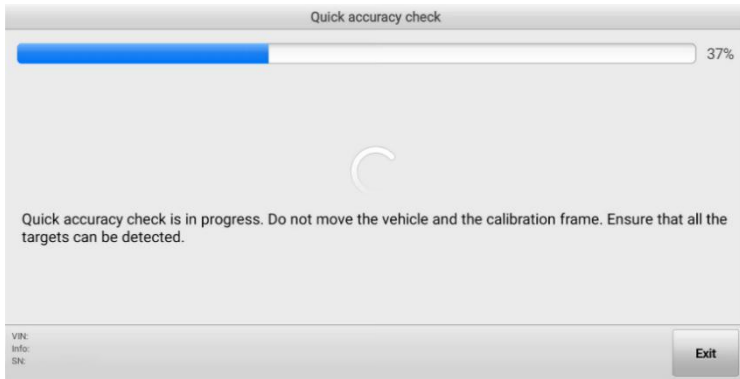 Quick accuracy check
37%
Quick accuracy check is in progress. Do not move the vehicle and the calibration frame. Ensure that all the
targets can be detected.
VIN:
Info:
SN:
Exit